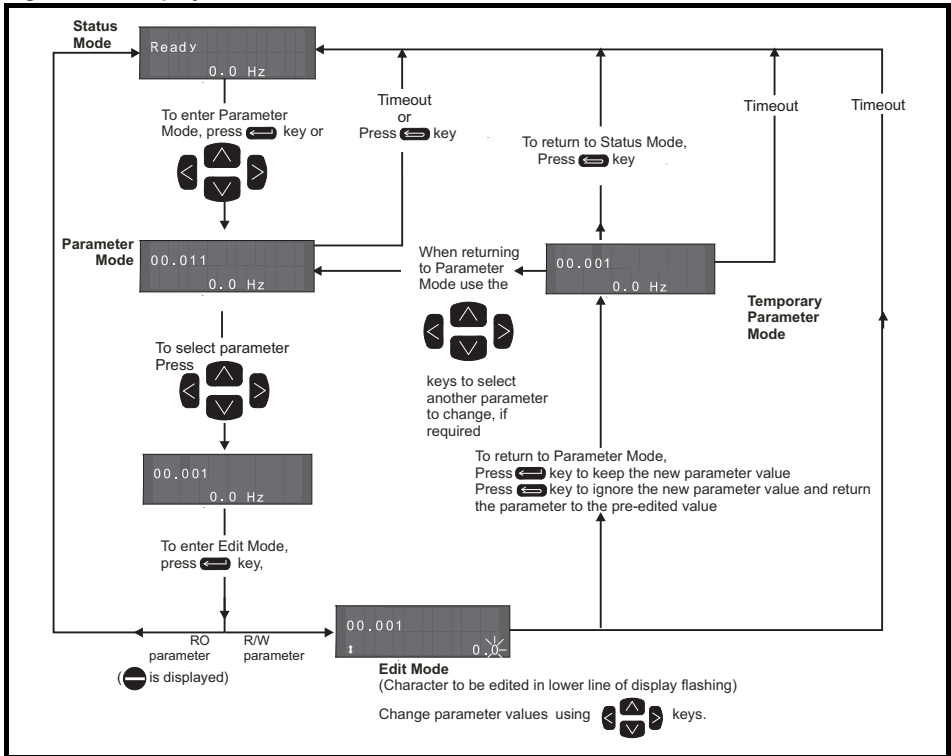 Status
Mode
Ready
0.0 Hz
To enter Parameter
Mode, press key or
Timeout
or
Press key
To return to Status Mode,
Press key
Timeout
Timeout
Parameter
Mode
00.011
0.0 Hz
When returning
to Parameter
Mode use the
keys to select
another parameter
to change, if
required
00.001
0.0 Hz
Temporary
Parameter
Mode
To select parameter
Press
00.001
0.0 Hz
To return to Parameter Mode,
Press key to keep the new parameter value
Press key to ignore the new parameter value and return
the parameter to the pre-edited value
To enter Edit Mode,
press key,
RO
parameter
R/W
parameter
( is displayed)
00.001
0.0
Edit Mode
(Character to be edited in lower line of display flashing)
Change parameter values using keys.